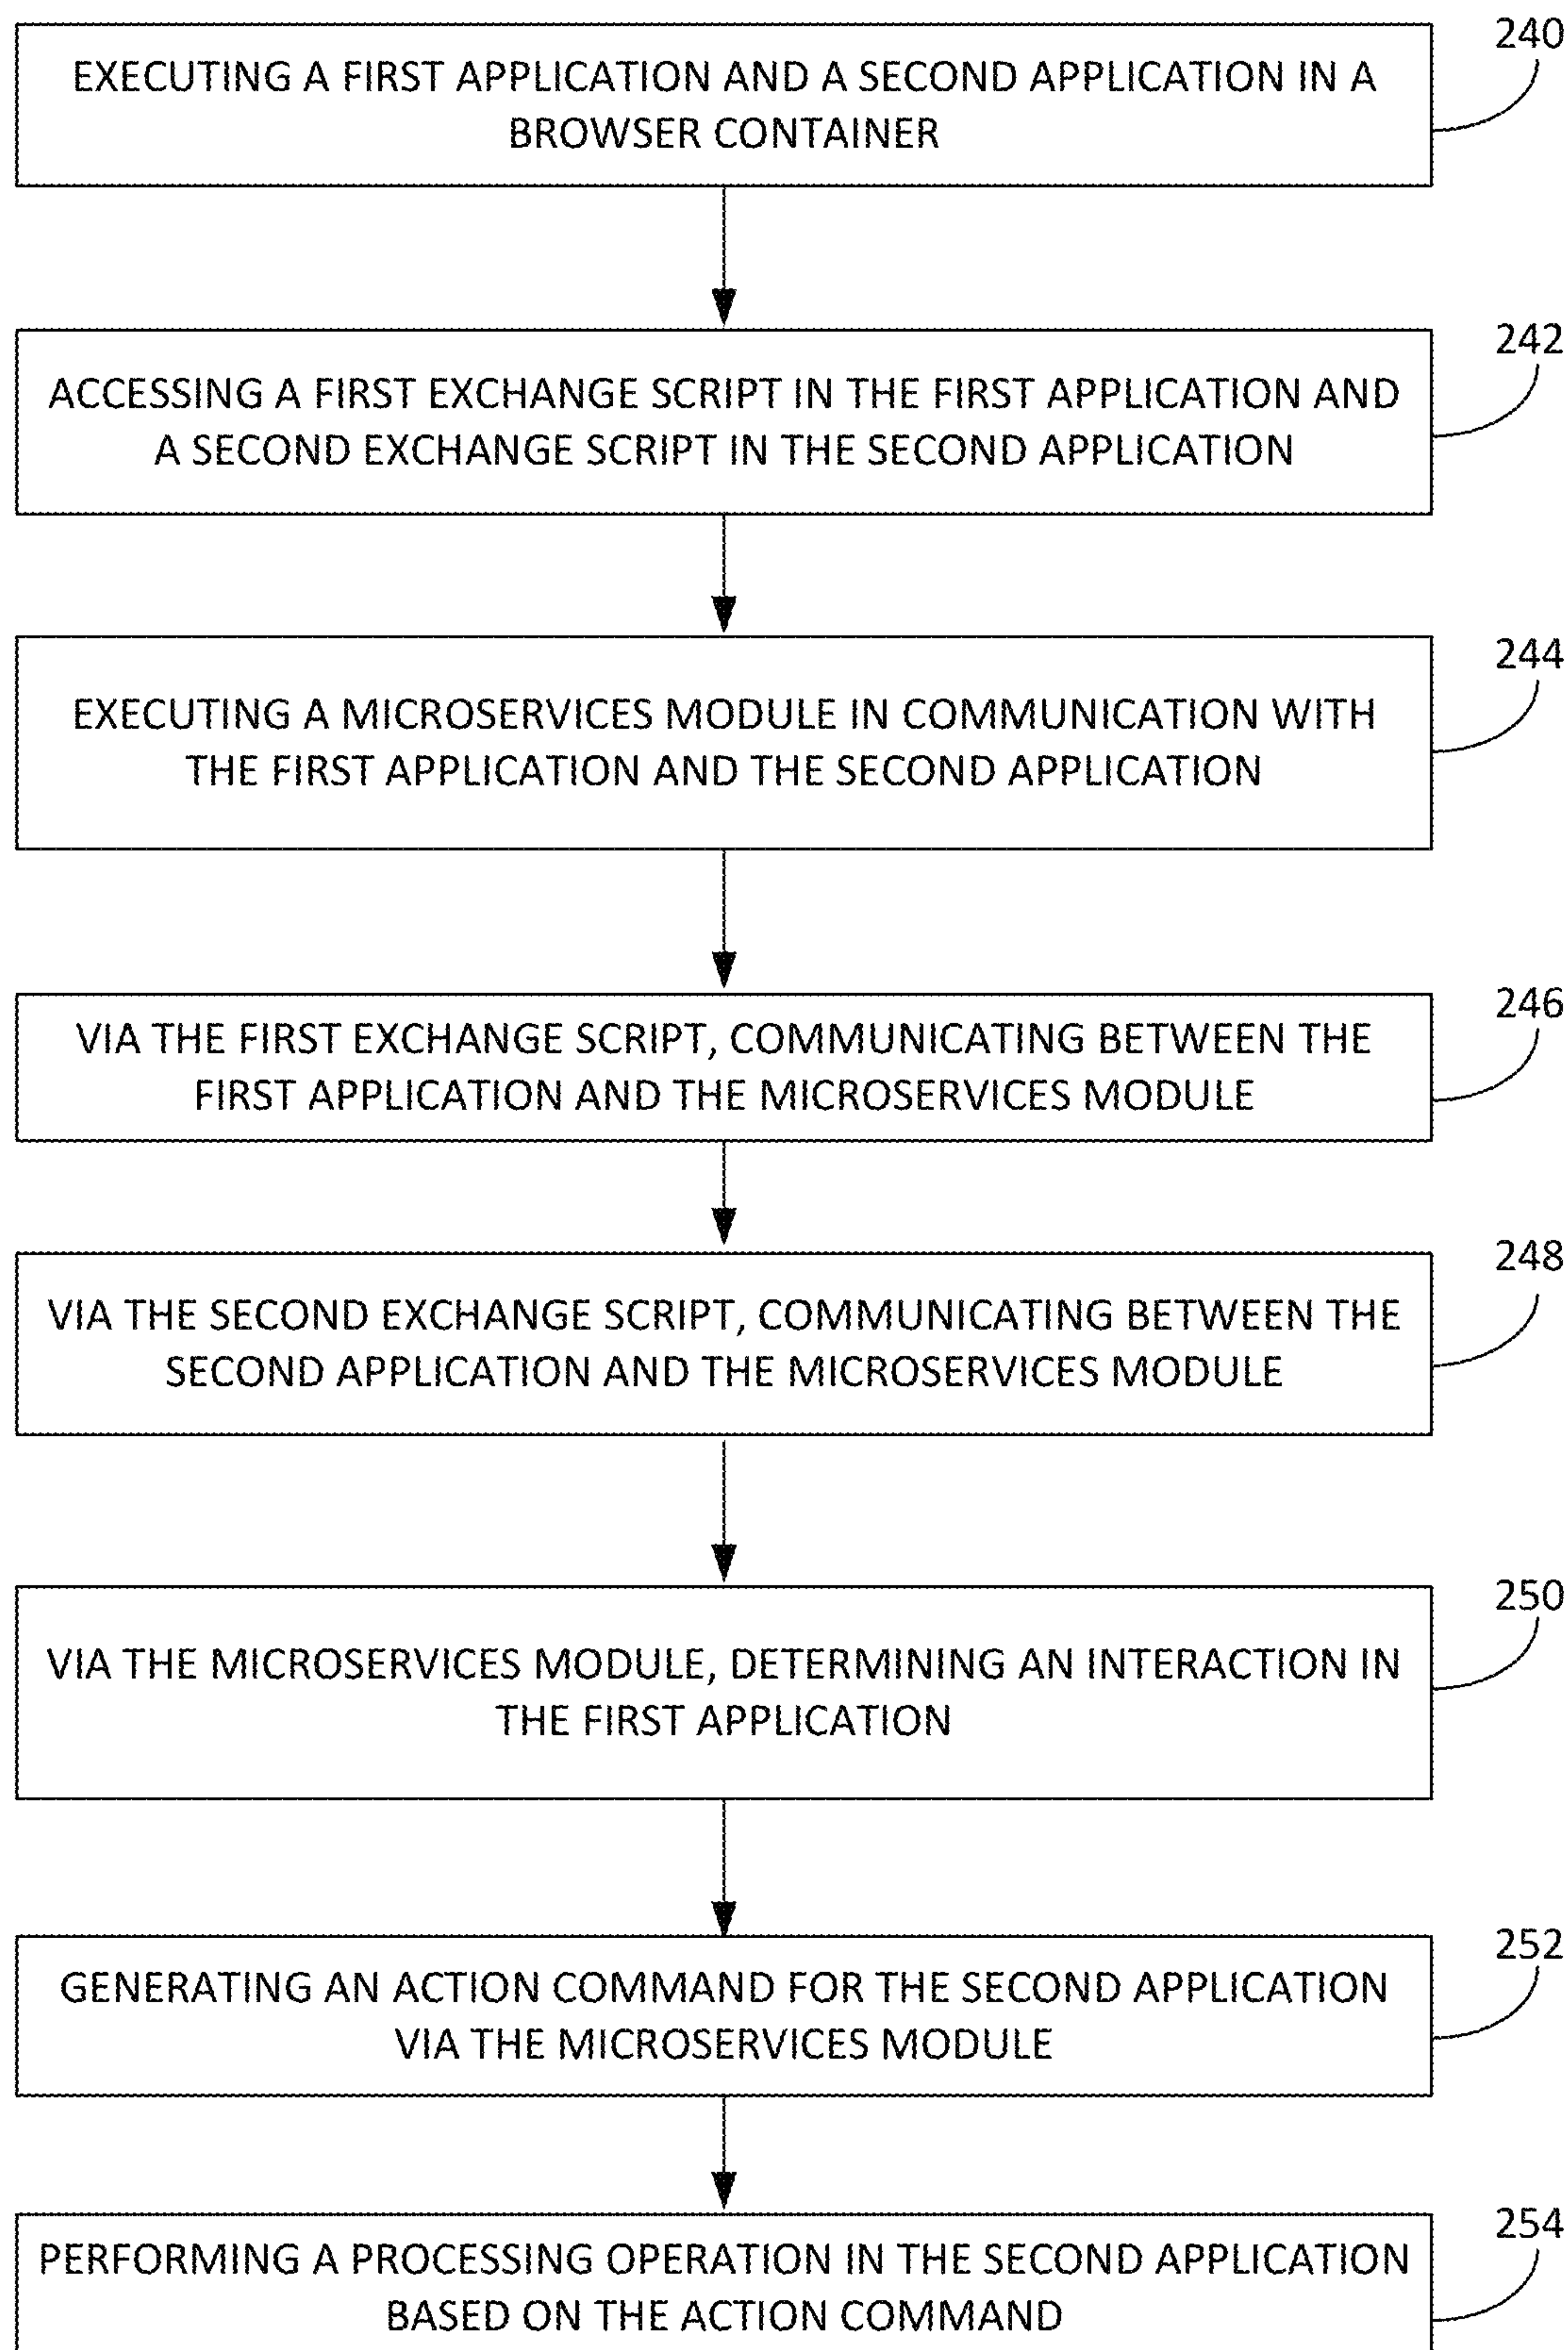 240
EXECUTING A FIRST APPLICATION AND A SECOND APPLICATION IN A
BROWSER CONTAINER
242
ACCESSING A FIRST EXCHANGE SCRIPT IN THE FIRST APPLICATION AND
A SECOND EXCHANGE SCRIPT IN THE SECOND APPLICATION
244
EXECUTING A MICROSERVICES MODULE IN COMMUNICATION WITH
THE FIRST APPLICATION AND THE SECOND APPLICATION
246
VIA THE FIRST EXCHANGE SCRIPT, COMMUNICATING BETWEEN THE
FIRST APPLICATION AND THE MICROSERVICES MODULE
248
VIA THE SECOND EXCHANGE SCRIPT, COMMUNICATING BETWEEN THE
SECOND APPLICATION AND THE MICROSERVICES MODULE
250
VIA THE MICROSERVICES MODULE, DETERMINING AN INTERACTION IN
THE FIRST APPLICATION
252
GENERATING AN ACTION COMMAND FOR THE SECOND APPLICATION
VIA THE MICROSERVICES MODULE
254
PERFORMING A PROCESSING OPERATION IN THE SECOND APPLICATION
BASED ON THE ACTION COMMAND